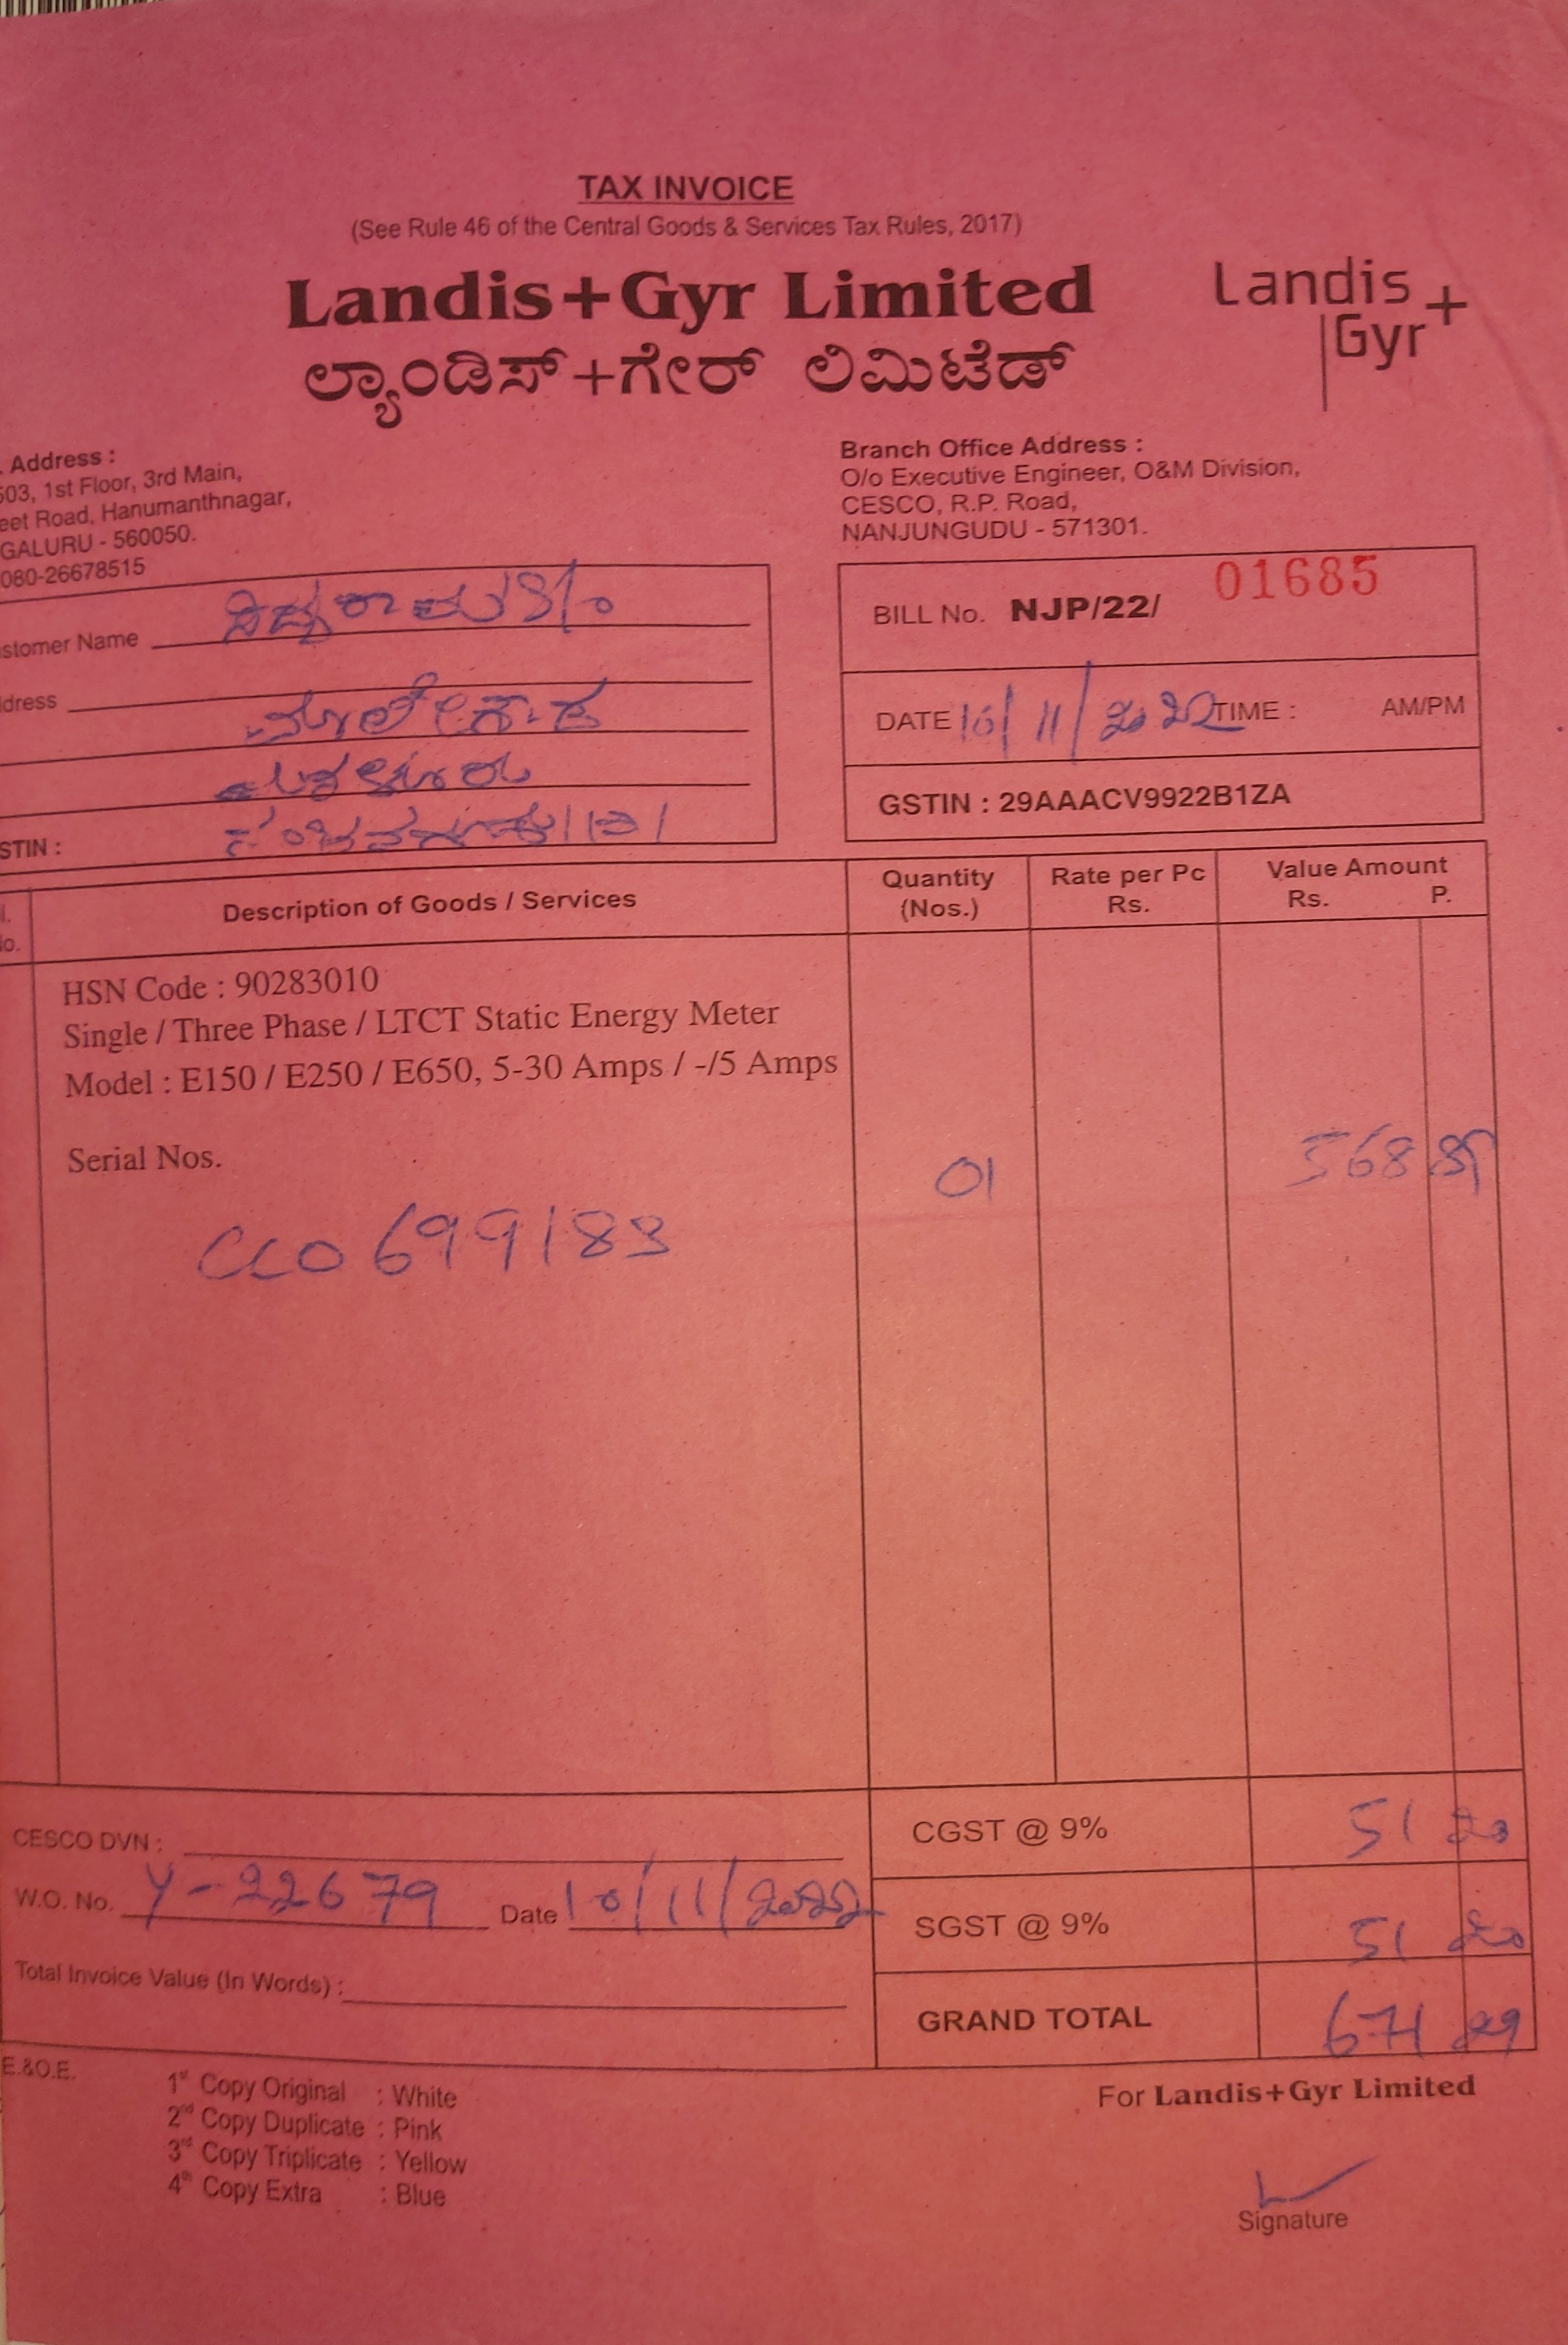 TAX INVOICE
(See Rule 46 of the Central Goods & Services Tax Rules, 2017)
Landis+Gyr Limited
ಲ್ಯಾಂಡಿಸ್+ಗೇರ್ ಲಿಮಿಟೆಡ್
Landis
Gyr+
Address :
503, 1st Floor, 3rd Main,
eet Road, Hanumanthnagar,
GALURU - 560050.
080-26678515
Branch Office Address :
O/o Executive Engineer, O&M Division,
CESCO, R.P. Road,
NANJUNGUDU - 571301.
stomer Name
dress
STIN :
BILL No. NJP/22/ 01685
DATE 10/11/2022 TIME : AM/PM
GSTIN : 29AAACV9922B1ZA
l. No.
Description of Goods / Services
Quantity (Nos.)
Rate per Pc Rs.
Value Amount Rs. P.
HSN Code : 90283010
Single / Three Phase / LTCT Static Energy Meter
Model : E150 / E250 / E650, 5-30 Amps / -/5 Amps
Serial Nos.
01 568
0699183
CESCO DVN :
W.O. No. Y-22679 Date 10/11/2022
Total Invoice Value (In Words) :
CGST @ 9% 51 20
SGST @ 9% 51 20
GRAND TOTAL 671 29
E.&O.E.
1st Copy Original : White
2nd Copy Duplicate : Pink
3rd Copy Triplicate : Yellow
4th Copy Extra : Blue
For Landis+Gyr Limited
Signature